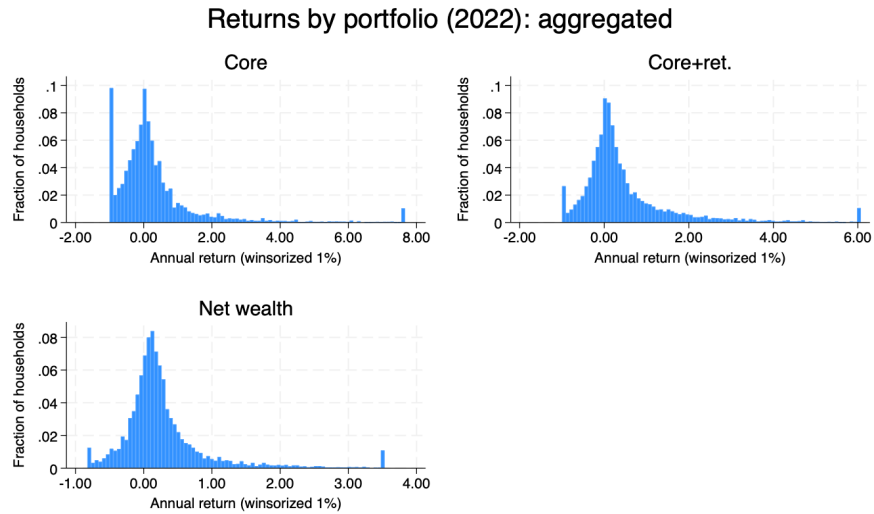 Returns by portfolio (2022): aggregated
Core
Fraction of households
.1
.08
.06
.04
.02
0
-2.00 0.00 2.00 4.00 6.00 8.00
Annual return (winsorized 1%)
Core+ret.
Fraction of households
.1
.08
.06
.04
.02
0
-2.00 0.00 2.00 4.00 6.00
Annual return (winsorized 1%)
Net wealth
Fraction of households
.08
.06
.04
.02
0
-1.00 0.00 1.00 2.00 3.00 4.00
Annual return (winsorized 1%)